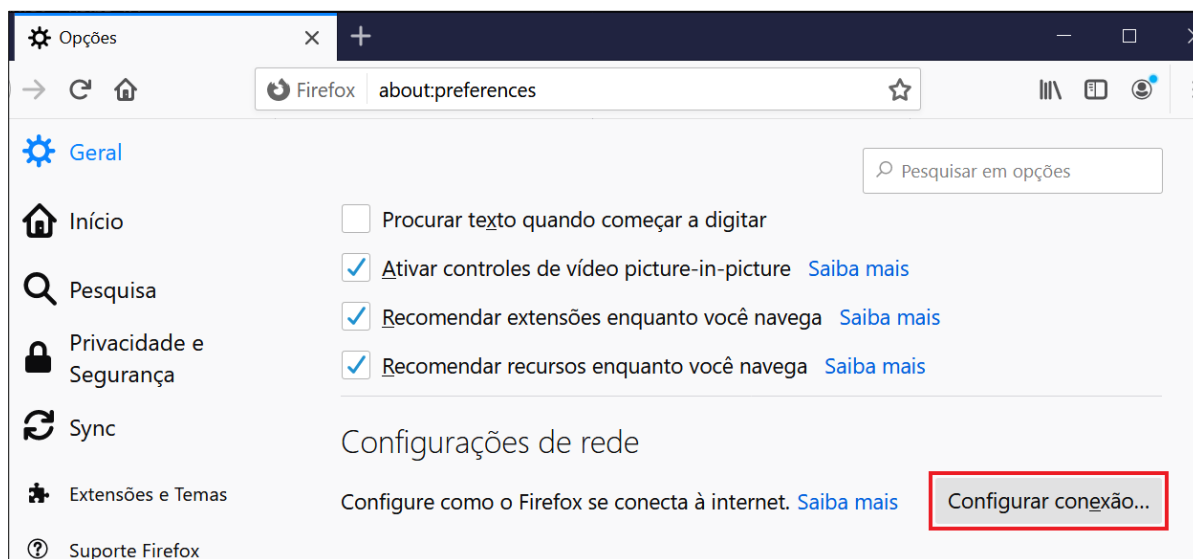 Opções
Firefox about:preferences
Geral
Pesquisar em opções
Início
Procurar texto quando começar a digitar
Ativar controles de vídeo picture-in-picture Saiba mais
Pesquisa
Recomendar extensões enquanto você navega Saiba mais
Privacidade e
Segurança
Recomendar recursos enquanto você navega Saiba mais
Sync
Configurações de rede
Extensões e Temas
Configure como o Firefox se conecta à internet. Saiba mais
Configurar conexão...
Suporte Firefox